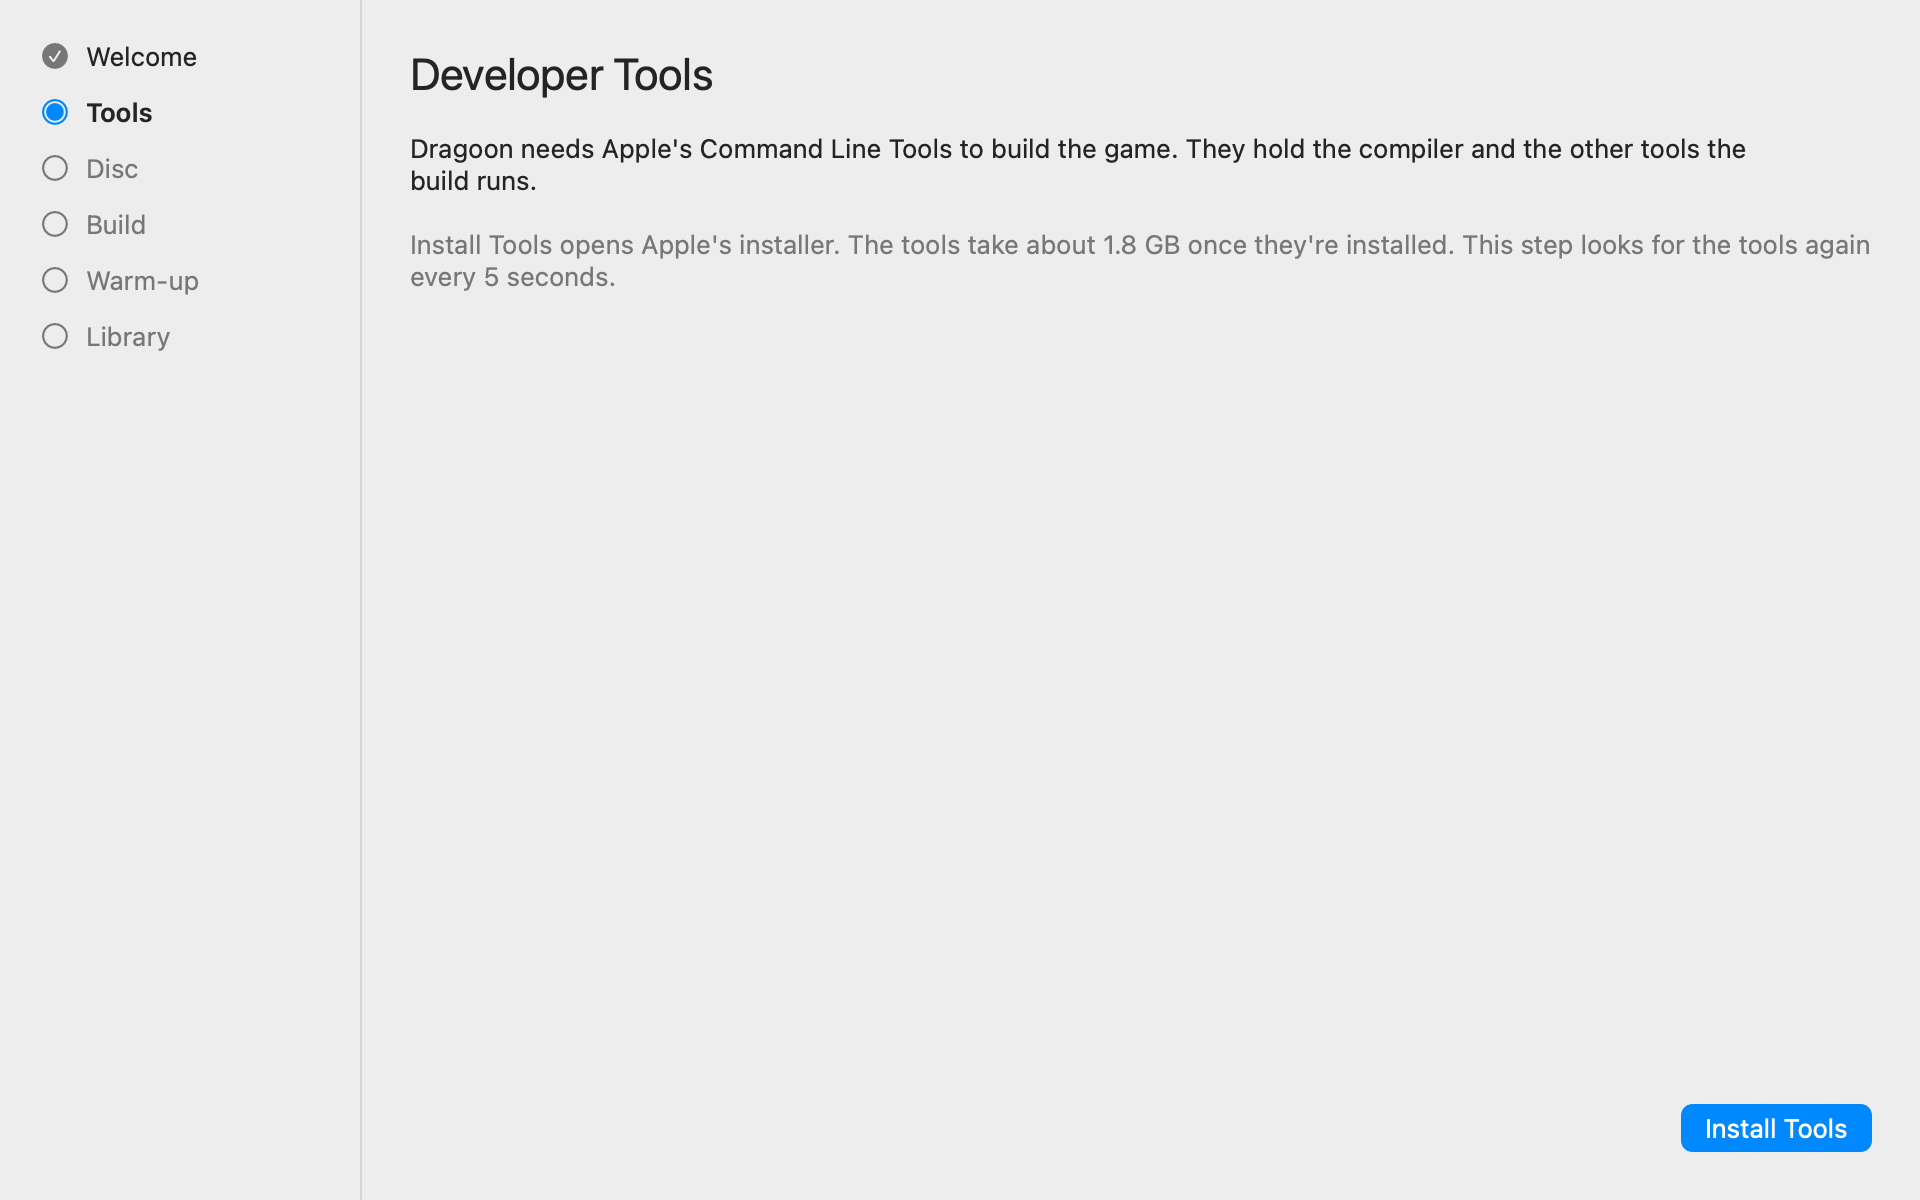 Welcome
Tools
Disc
Build
Warm-up
Library
Developer Tools
Dragoon needs Apple's Command Line Tools to build the game. They hold the compiler and the other tools the
build runs.
Install Tools opens Apple's installer. The tools take about 1.8 GB once they're installed. This step looks for the tools again
every 5 seconds.
Install Tools